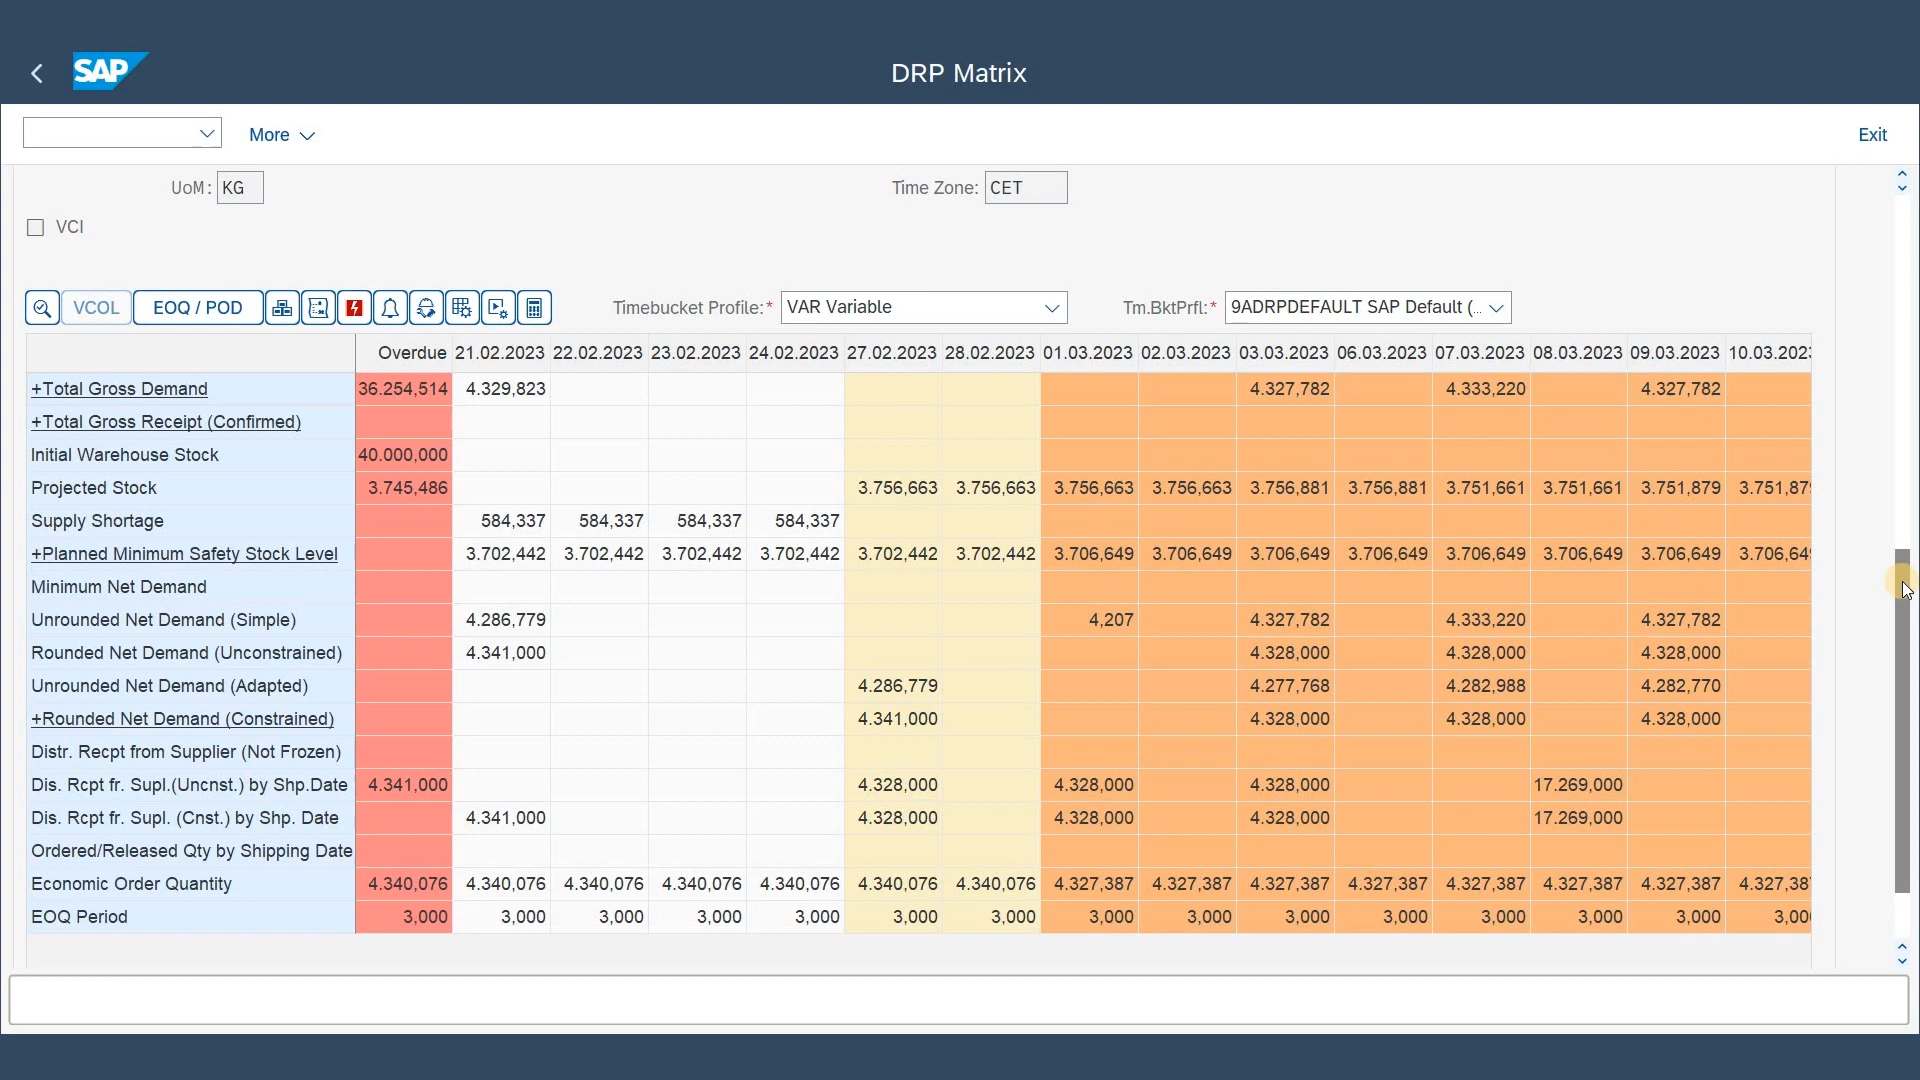 SAP
DRP Matrix
More
Exit
UoM: KG
Time Zone: CET
VCI
VCOL EOQ / POD Timebucket Profile:* VAR Variable Tm.BktPrfl:* 9ADRPDEFAULT SAP Default (...
Overdue 21.02.2023 22.02.2023 23.02.2023 24.02.2023 27.02.2023 28.02.2023 01.03.2023 02.03.2023 03.03.2023 06.03.2023 07.03.2023 08.03.2023 09.03.2023 10.03.2023
+Total Gross Demand 36.254,514 4.329,823 4.327,782 4.333,220 4.327,782
+Total Gross Receipt (Confirmed)
Initial Warehouse Stock 40.000,000
Projected Stock 3.745,486 3.756,663 3.756,663 3.756,663 3.756,663 3.756,881 3.756,881 3.751,661 3.751,661 3.751,879 3.751,87
Supply Shortage 584,337 584,337 584,337 584,337
+Planned Minimum Safety Stock Level 3.702,442 3.702,442 3.702,442 3.702,442 3.702,442 3.702,442 3.706,649 3.706,649 3.706,649 3.706,649 3.706,649 3.706,649 3.706,649 3.706,64
Minimum Net Demand
Unrounded Net Demand (Simple) 4.286,779 4,207 4.327,782 4.333,220 4.327,782
Rounded Net Demand (Unconstrained) 4.341,000 4.328,000 4.328,000 4.328,000
Unrounded Net Demand (Adapted) 4.286,779 4.277,768 4.282,988 4.282,770
+Rounded Net Demand (Constrained) 4.341,000 4.328,000 4.328,000 4.328,000
Distr. Recpt from Supplier (Not Frozen)
Dis. Rcpt fr. Supl.(Uncnst.) by Shp.Date 4.341,000 4.328,000 4.328,000 4.328,000 17.269,000
Dis. Rcpt fr. Supl. (Cnst.) by Shp. Date 4.341,000 4.328,000 4.328,000 4.328,000 17.269,000
Ordered/Released Qty by Shipping Date
Economic Order Quantity 4.340,076 4.340,076 4.340,076 4.340,076 4.340,076 4.340,076 4.340,076 4.327,387 4.327,387 4.327,387 4.327,387 4.327,387 4.327,387 4.327,387 4.327,38
EOQ Period 3,000 3,000 3,000 3,000 3,000 3,000 3,000 3,000 3,000 3,000 3,000 3,000 3,000 3,000 3,00